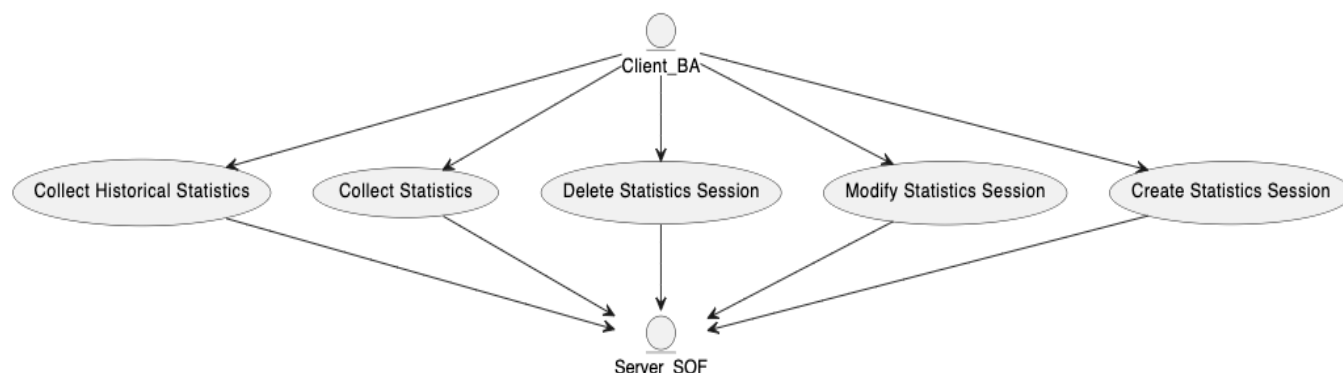 Client_BA
Collect Historical Statistics
Collect Statistics
Delete Statistics Session
Modify Statistics Session
Create Statistics Session
Server_SOF